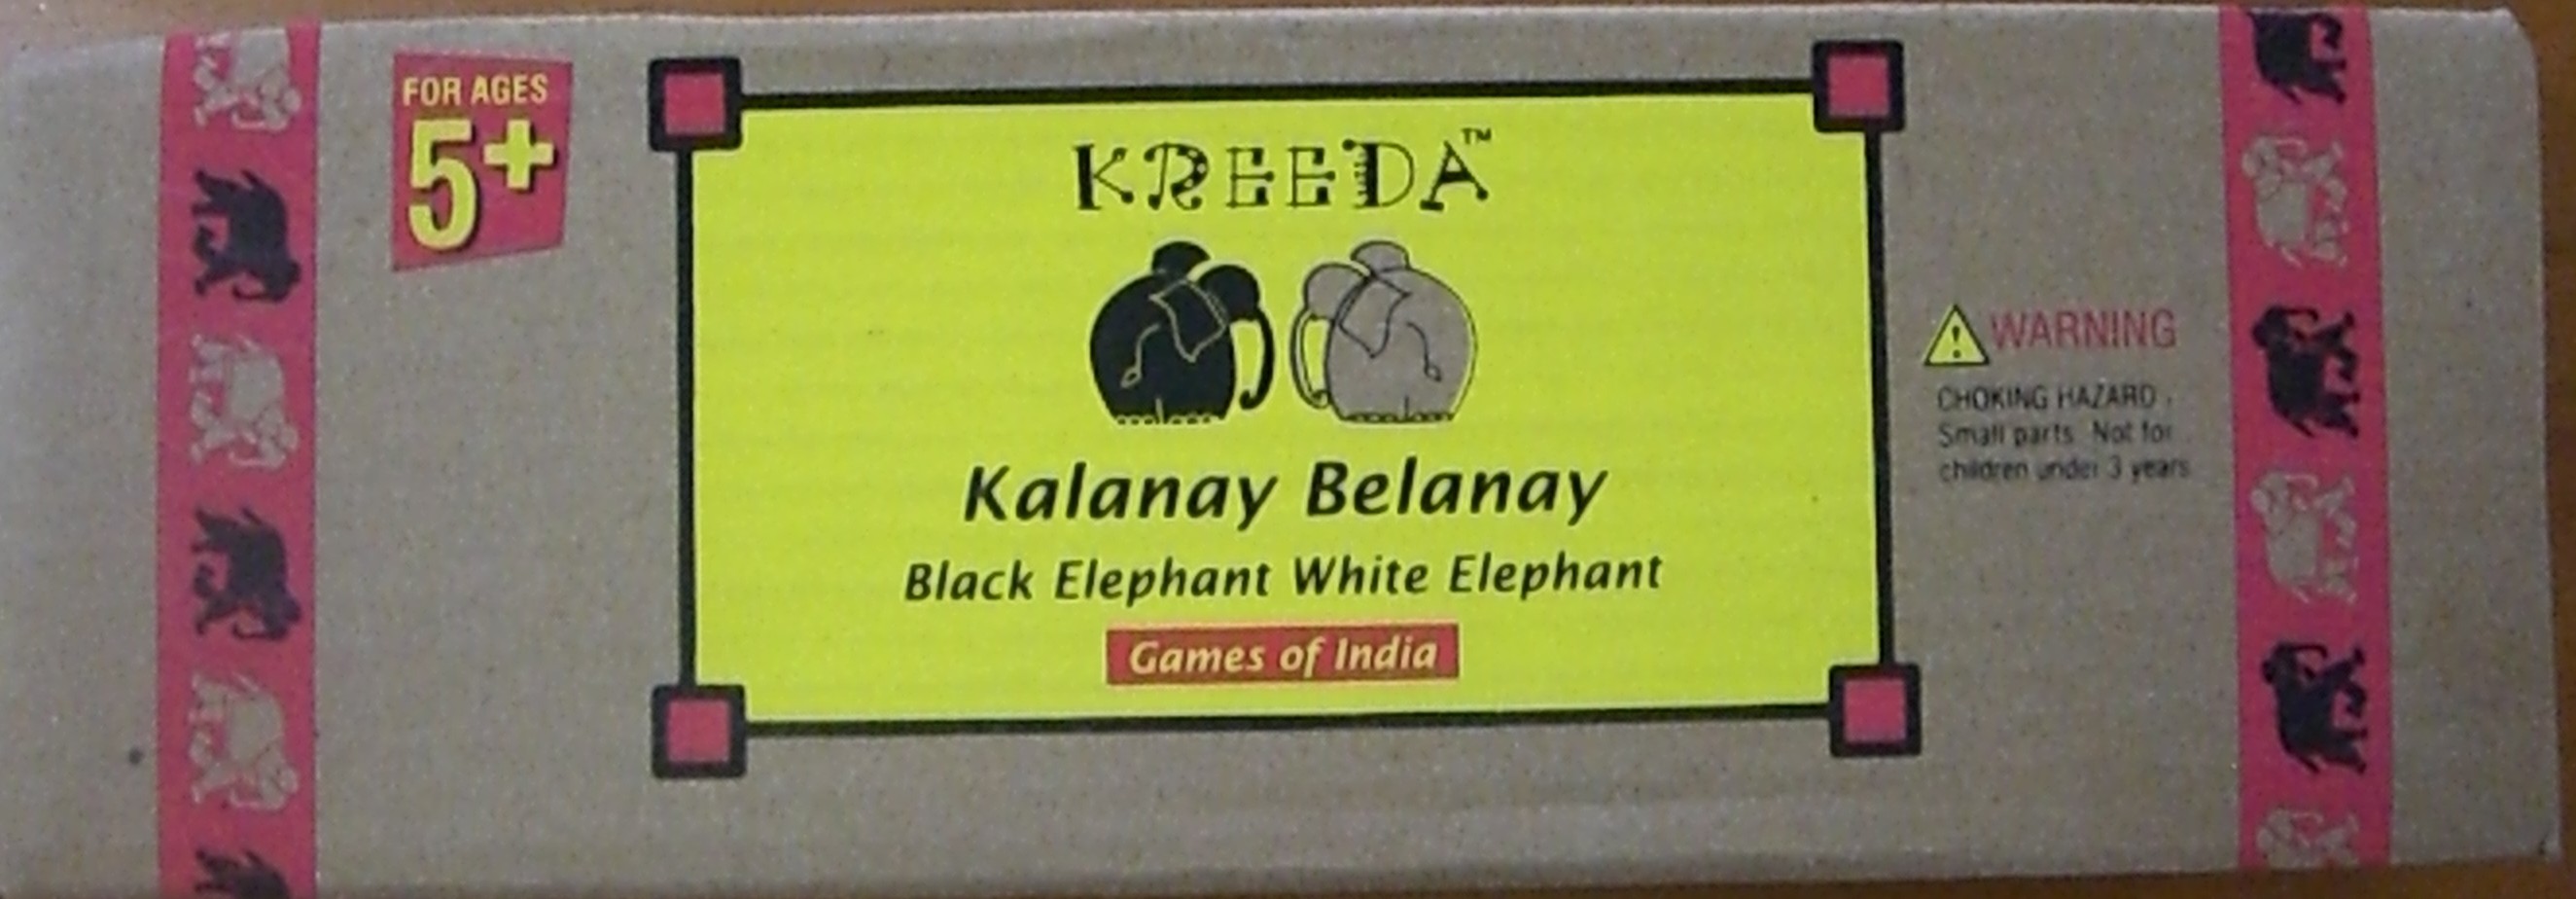 FOR AGES
5+
KREEDA™
Kalanay Belanay
Black Elephant White Elephant
Games of India
WARNING
CHOKING HAZARD .
Small parts. Not for
children under 3 years